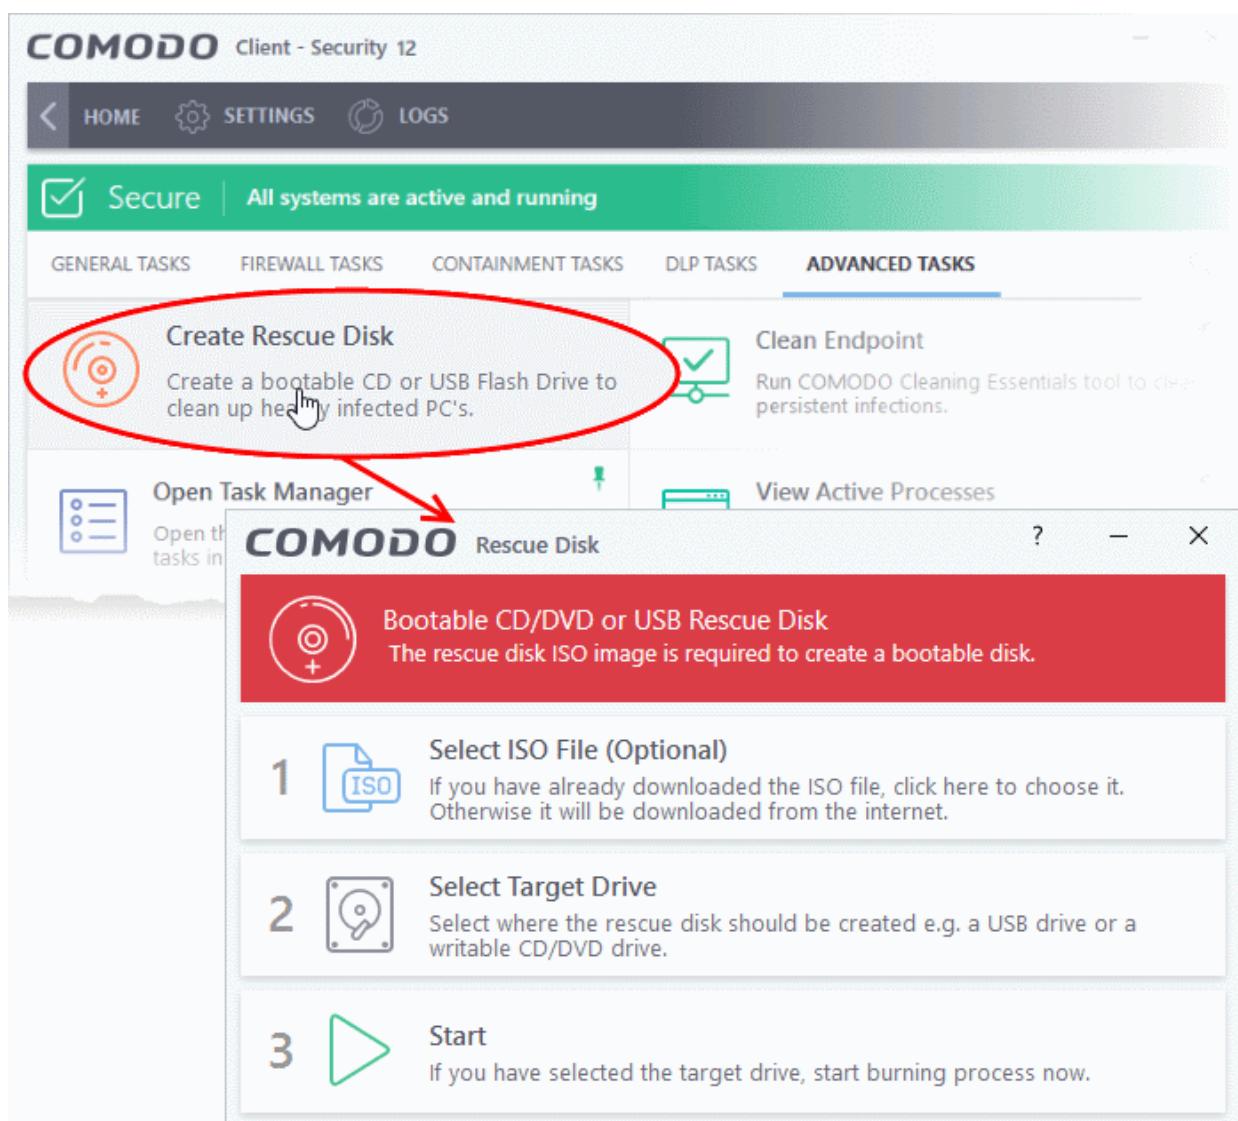 COMODO Client - Security 12
HOME SETTINGS LOGS
Secure All systems are active and running
GENERAL TASKS FIREWALL TASKS CONTAINMENT TASKS DLP TASKS ADVANCED TASKS
Create Rescue Disk
Create a bootable CD or USB Flash Drive to
clean up heavily infected PC's.
Clean Endpoint
Run COMODO Cleaning Essentials tool to clean
persistent infections.
Open Task Manager
Open th
tasks in
View Active Processes
COMODO Rescue Disk ?
Bootable CD/DVD or USB Rescue Disk
The rescue disk ISO image is required to create a bootable disk.
1
ISO
Select ISO File (Optional)
If you have already downloaded the ISO file, click here to choose it.
Otherwise it will be downloaded from the internet.
2
Select Target Drive
Select where the rescue disk should be created e.g. a USB drive or a
writable CD/DVD drive.
3
Start
If you have selected the target drive, start burning process now.